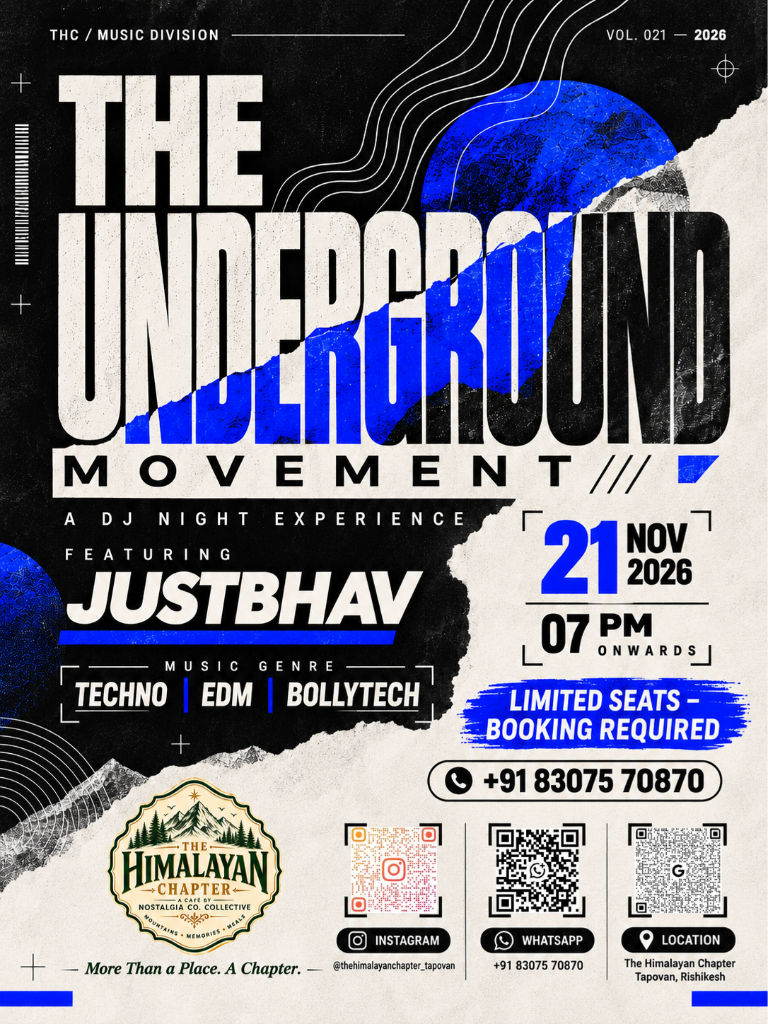 THC / MUSIC DIVISION
VOL. 021 — 2026
THE
UNDERGROUND
MOVEMENT ///
A DJ NIGHT EXPERIENCE
FEATURING
JUSTBHAV
21 NOV 2026
07 PM ONWARDS
MUSIC GENRE
TECHNO | EDM | BOLLYTECH
LIMITED SEATS –
BOOKING REQUIRED
+91 83075 70870
THE
HIMALAYAN
CHAPTER
A CAFÉ BY
NOSTALGIA CO. COLLECTIVE
MOUNTAINS • MEMORIES • MEALS
More Than a Place. A Chapter.
INSTAGRAM
@thehimalayanchapter_tapovan
WHATSAPP
+91 83075 70870
G
LOCATION
The Himalayan Chapter
Tapovan, Rishikesh